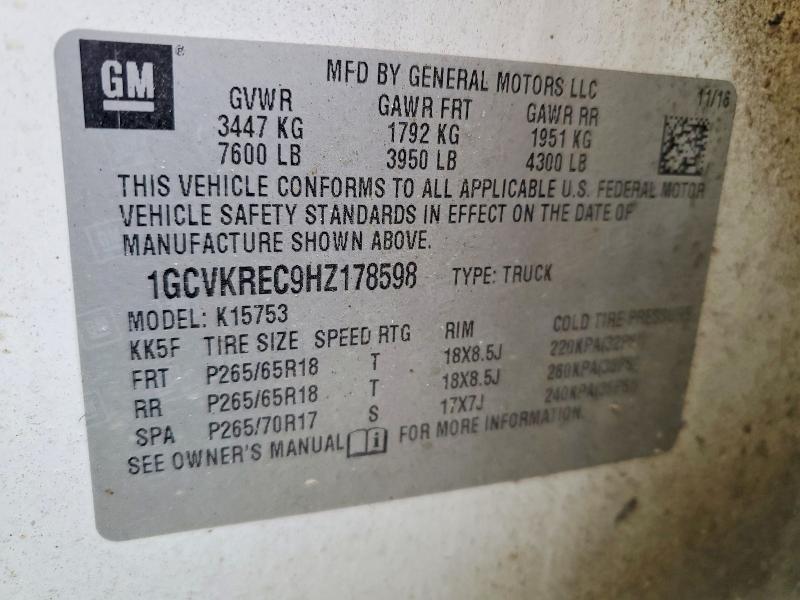 GM
MFD BY GENERAL MOTORS LLC
11/16
GVWR GAWR FRT GAWR RR
3447 KG 1792 KG 1951 KG
7600 LB 3950 LB 4300 LB
THIS VEHICLE CONFORMS TO ALL APPLICABLE U.S. FEDERAL MOTOR
VEHICLE SAFETY STANDARDS IN EFFECT ON THE DATE OF
MANUFACTURE SHOWN ABOVE.
1GCVKREC9HZ178598 TYPE: TRUCK
MODEL: K15753
KK5F TIRE SIZE SPEED RTG RIM COLD TIRE PRESSURE
FRT P265/65R18 T 18X8.5J
RR P265/65R18 T 18X8.5J
SPA P265/70R17 S 17X7J
SEE OWNER'S MANUAL FOR MORE INFORMATION.